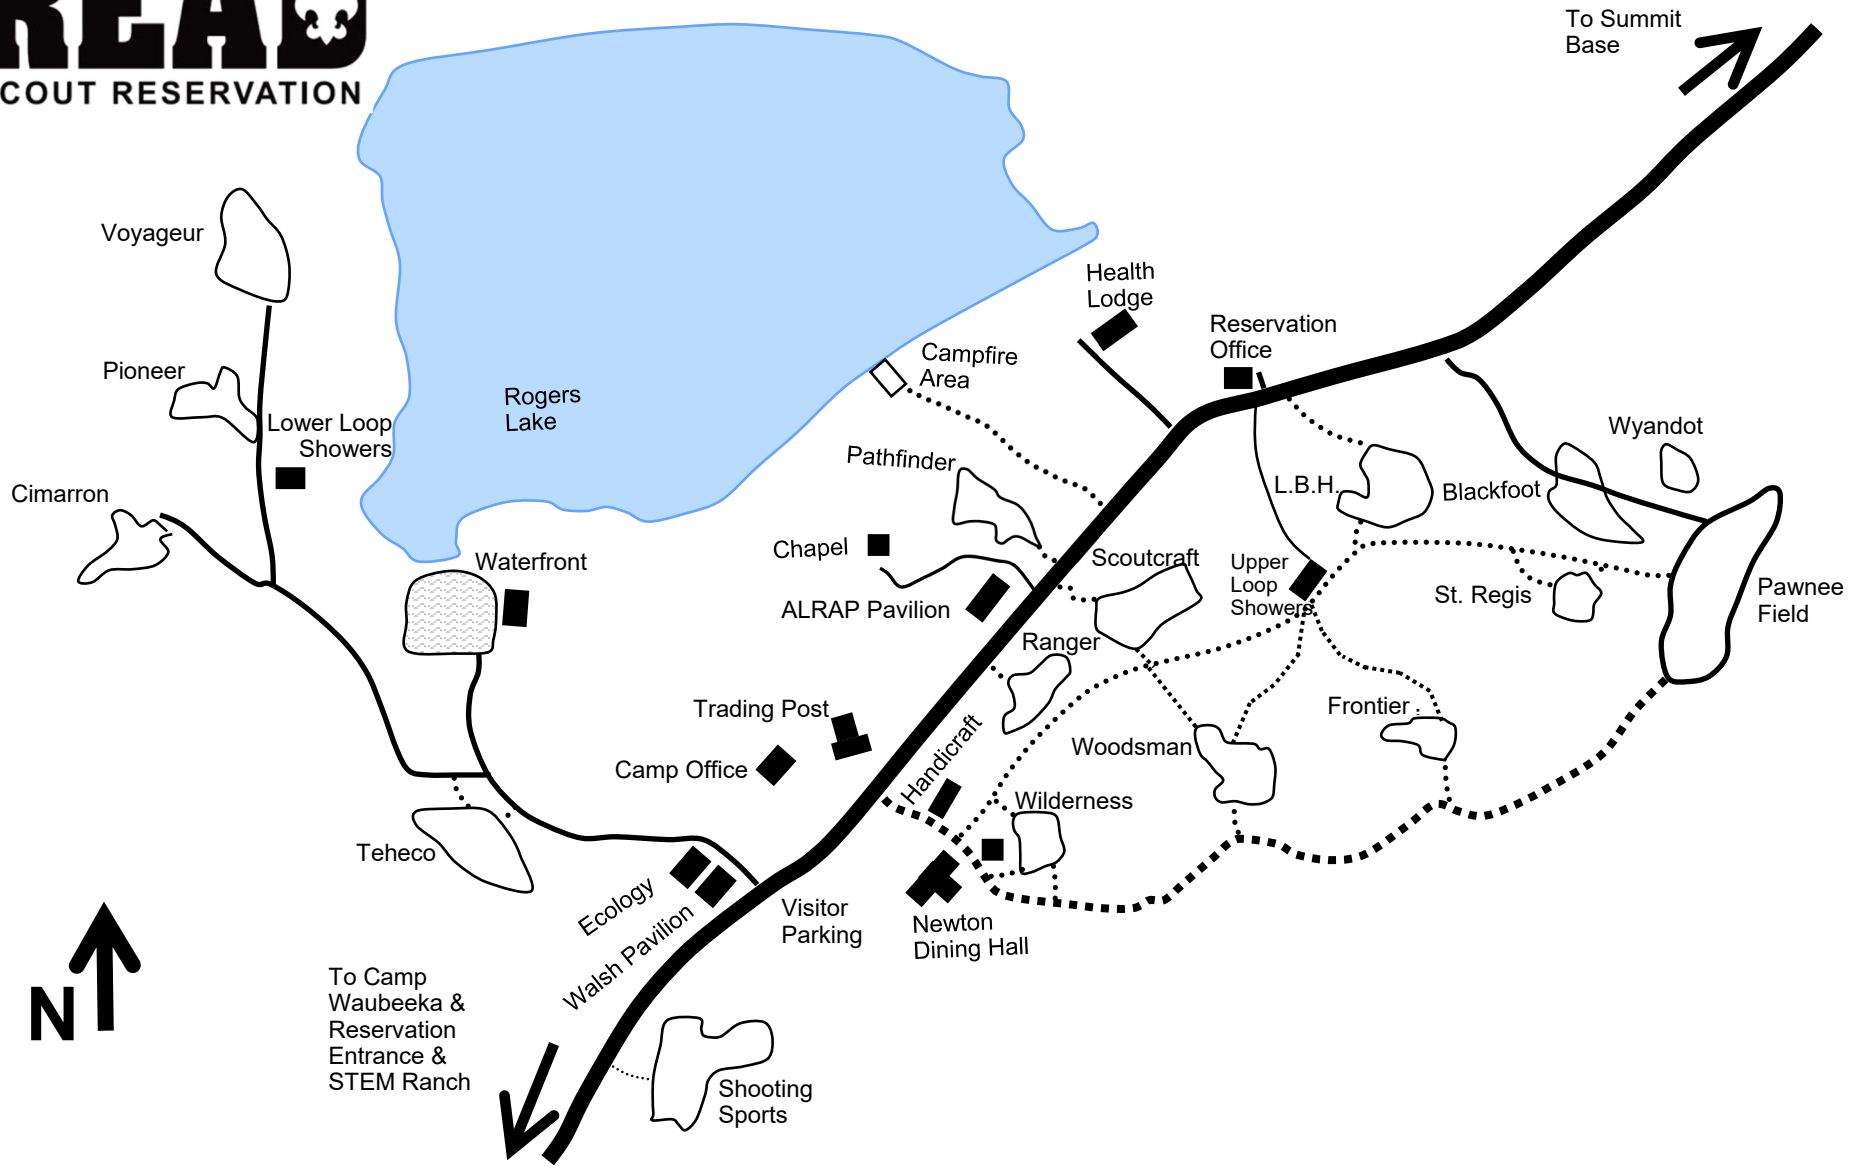 READ
COUT RESERVATION
To Summit
Base
Voyageur
Health
Lodge
Reservation
Office
Campfire
Area
Pioneer
Rogers
Lake
Lower Loop
Showers
Wyandot
Pathfinder
Cimarron
L.B.H.
Blackfoot
Chapel
Waterfront
Scoutcraft
Upper
Loop
Showers
St. Regis
Pawnee
Field
ALRAP Pavilion
Ranger
Trading Post
Frontier
Handicraft
Woodsman
Camp Office
Wilderness
Teheco
Ecology
Walsh Pavilion
Visitor
Parking
Newton
Dining Hall
N
To Camp
Waubeeka &
Reservation
Entrance &
STEM Ranch
Shooting
Sports